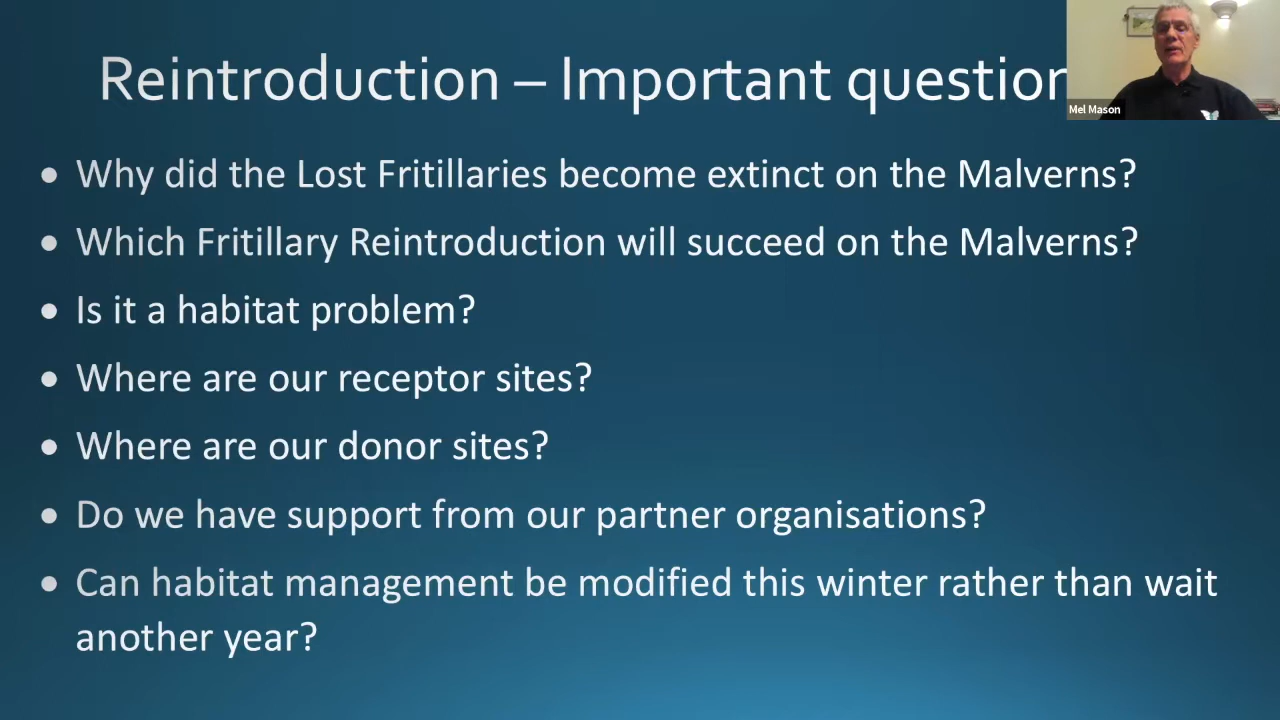 Reintroduction – Important question
Mel Mason
• Why did the Lost Fritillaries become extinct on the Malverns?
• Which Fritillary Reintroduction will succeed on the Malverns?
• Is it a habitat problem?
• Where are our receptor sites?
• Where are our donor sites?
• Do we have support from our partner organisations?
• Can habitat management be modified this winter rather than wait
another year?